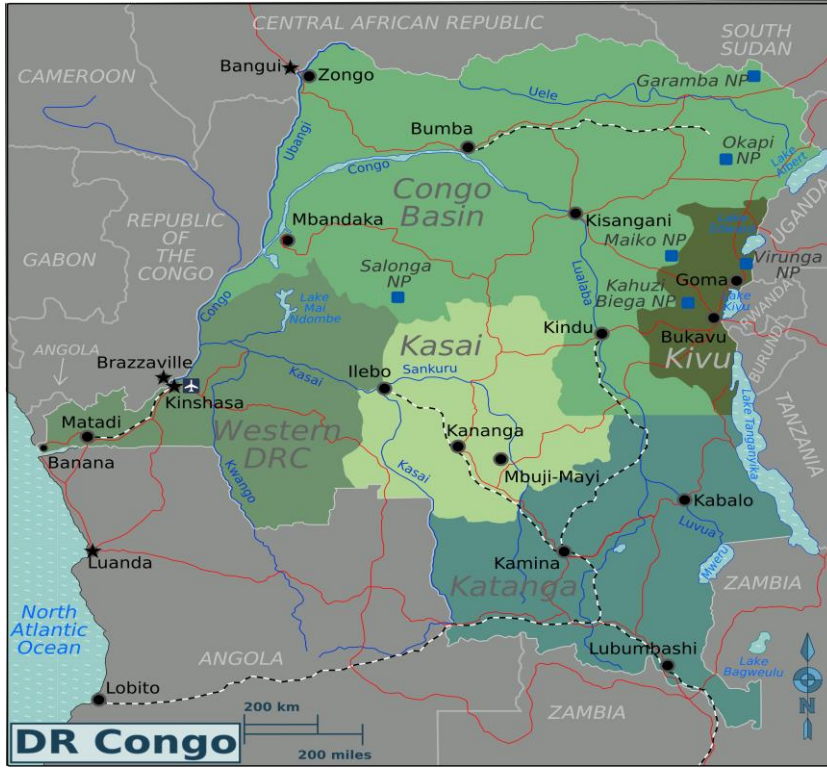 CENTRAL AFRICAN REPUBLIC
SOUTH
SUDAN
CAMEROON
Bangui
Zongo
Garamba NP
Uele
Ubangi
Bumba
Okapi
NP
Lake
Albert
Congo
Congo
Basin
REPUBLIC
OF THE
CONGO
Mbandaka
Kisangani
UGANDA
GABON
Maiko NP
Virunga
NP
Salonga
NP
Lualaba
Goma
Kahuzi
Biega NP
Lake
Kivu
Congo
Lake
Mai
Ndombe
Kindu
Bukavu
Kivu
BURUNDI
ANGOLA
Kasai
Brazzaville
Ilebo
Sankuru
Kinshasa
Kasai
Lake Tanganyika
TANZANIA
Matadi
Western
DRC
Kananga
Banana
Kasai
Mbuji-Mayi
Kwango
Kabalo
Luvua
Luanda
Kamina
Mweru
Katanga
ZAMBIA
North
Atlantic
Ocean
ANGOLA
Lubumbashi
Lake
Bagweulu
Lobito
200 km
ZAMBIA
N
DR Congo
200 miles